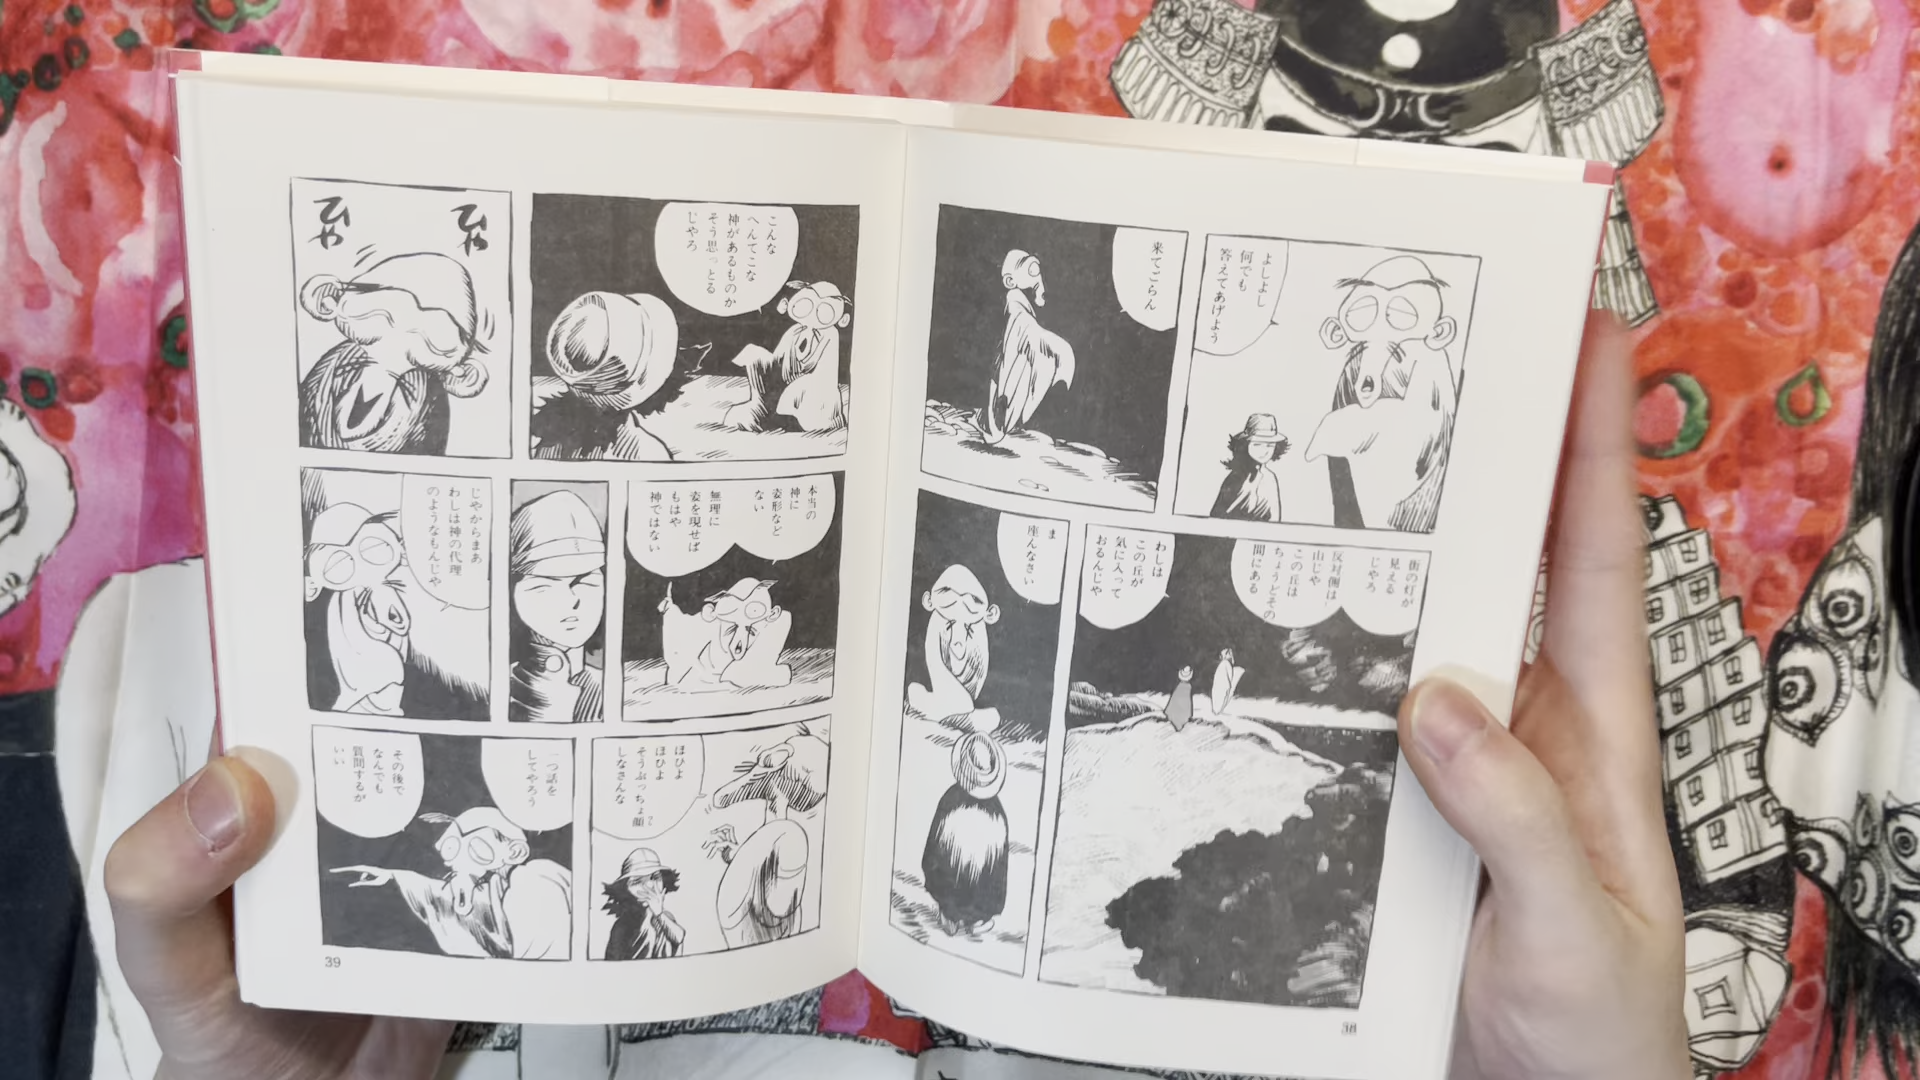 よしよし
何でも
答えてあげよう
来てごらん
街の灯が
見える
じやろ
反対側は
山じや
この丘は
ちょうどその
間にある
わしは
この丘が
気に入って
おるんじや
ま
座んなさい
38
こんな
へんてこな
神があるものか
そう思っとる
じやろ
ひや
ひや
本当の
神に
姿形など
ない
無理に
姿を現せば
もはや
神ではない
じやからまあ
わしは神の代理
のようなもんじや
ほひよ
ほひよ
そうぶっちょ顔
しなさんな
一つ話を
してやろう
その後で
なんでも
質問するが
いい
39